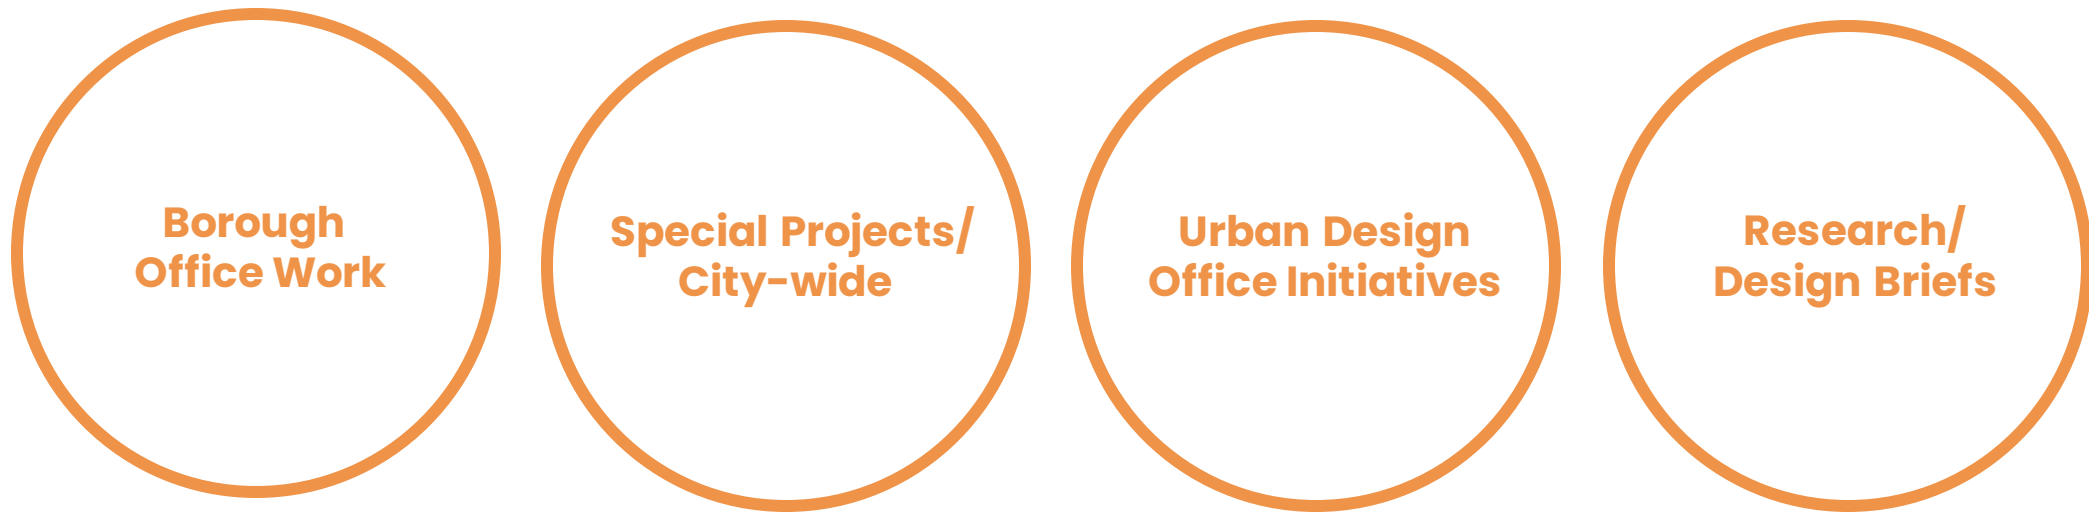 Borough
Office Work
Special Projects/
City-wide
Urban Design
Office Initiatives
Research/
Design Briefs